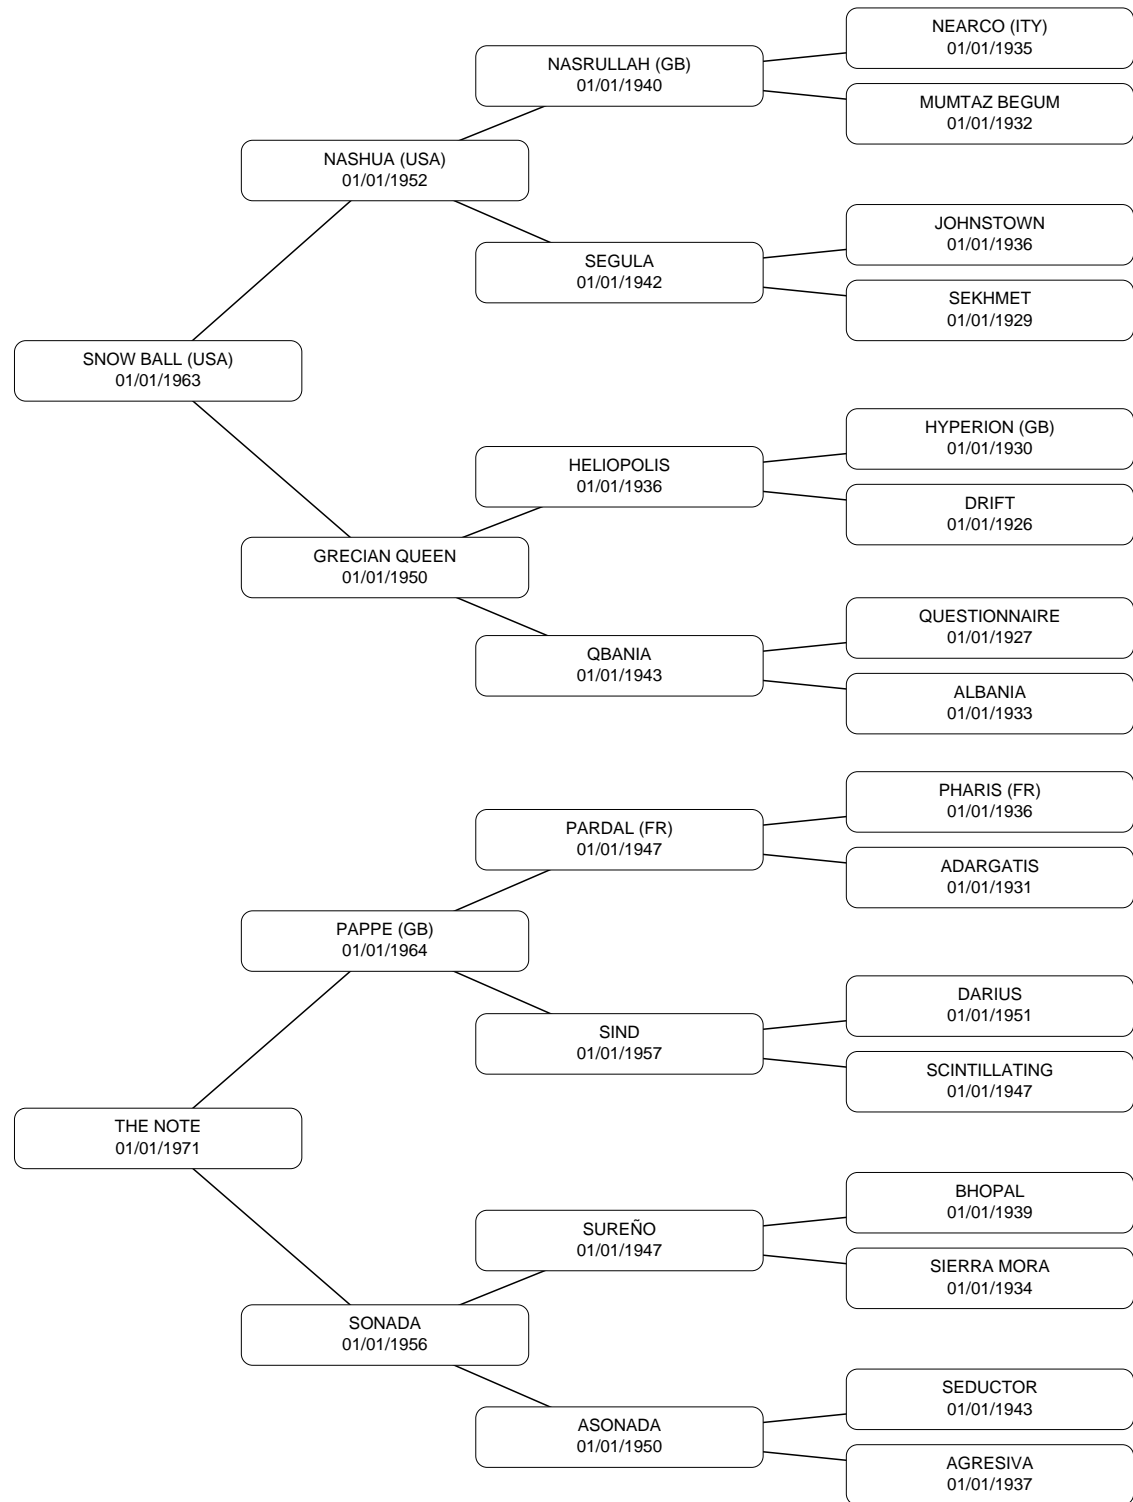 NEARCO (ITY)
01/01/1935
NASRULLAH (GB)
01/01/1940
MUMTAZ BEGUM
01/01/1932
NASHUA (USA)
01/01/1952
JOHNSTOWN
01/01/1936
SEGULA
01/01/1942
SEKHMET
01/01/1929
SNOW BALL (USA)
01/01/1963
HYPERION (GB)
01/01/1930
HELIOPOLIS
01/01/1936
DRIFT
01/01/1926
GRECIAN QUEEN
01/01/1950
QUESTIONNAIRE
01/01/1927
QBANIA
01/01/1943
ALBANIA
01/01/1933
PHARIS (FR)
01/01/1936
PARDAL (FR)
01/01/1947
ADARGATIS
01/01/1931
PAPPE (GB)
01/01/1964
DARIUS
01/01/1951
SIND
01/01/1957
SCINTILLATING
01/01/1947
THE NOTE
01/01/1971
BHOPAL
01/01/1939
SUREÑO
01/01/1947
SIERRA MORA
01/01/1934
SONADA
01/01/1956
SEDUCTOR
01/01/1943
ASONADA
01/01/1950
AGRESIVA
01/01/1937